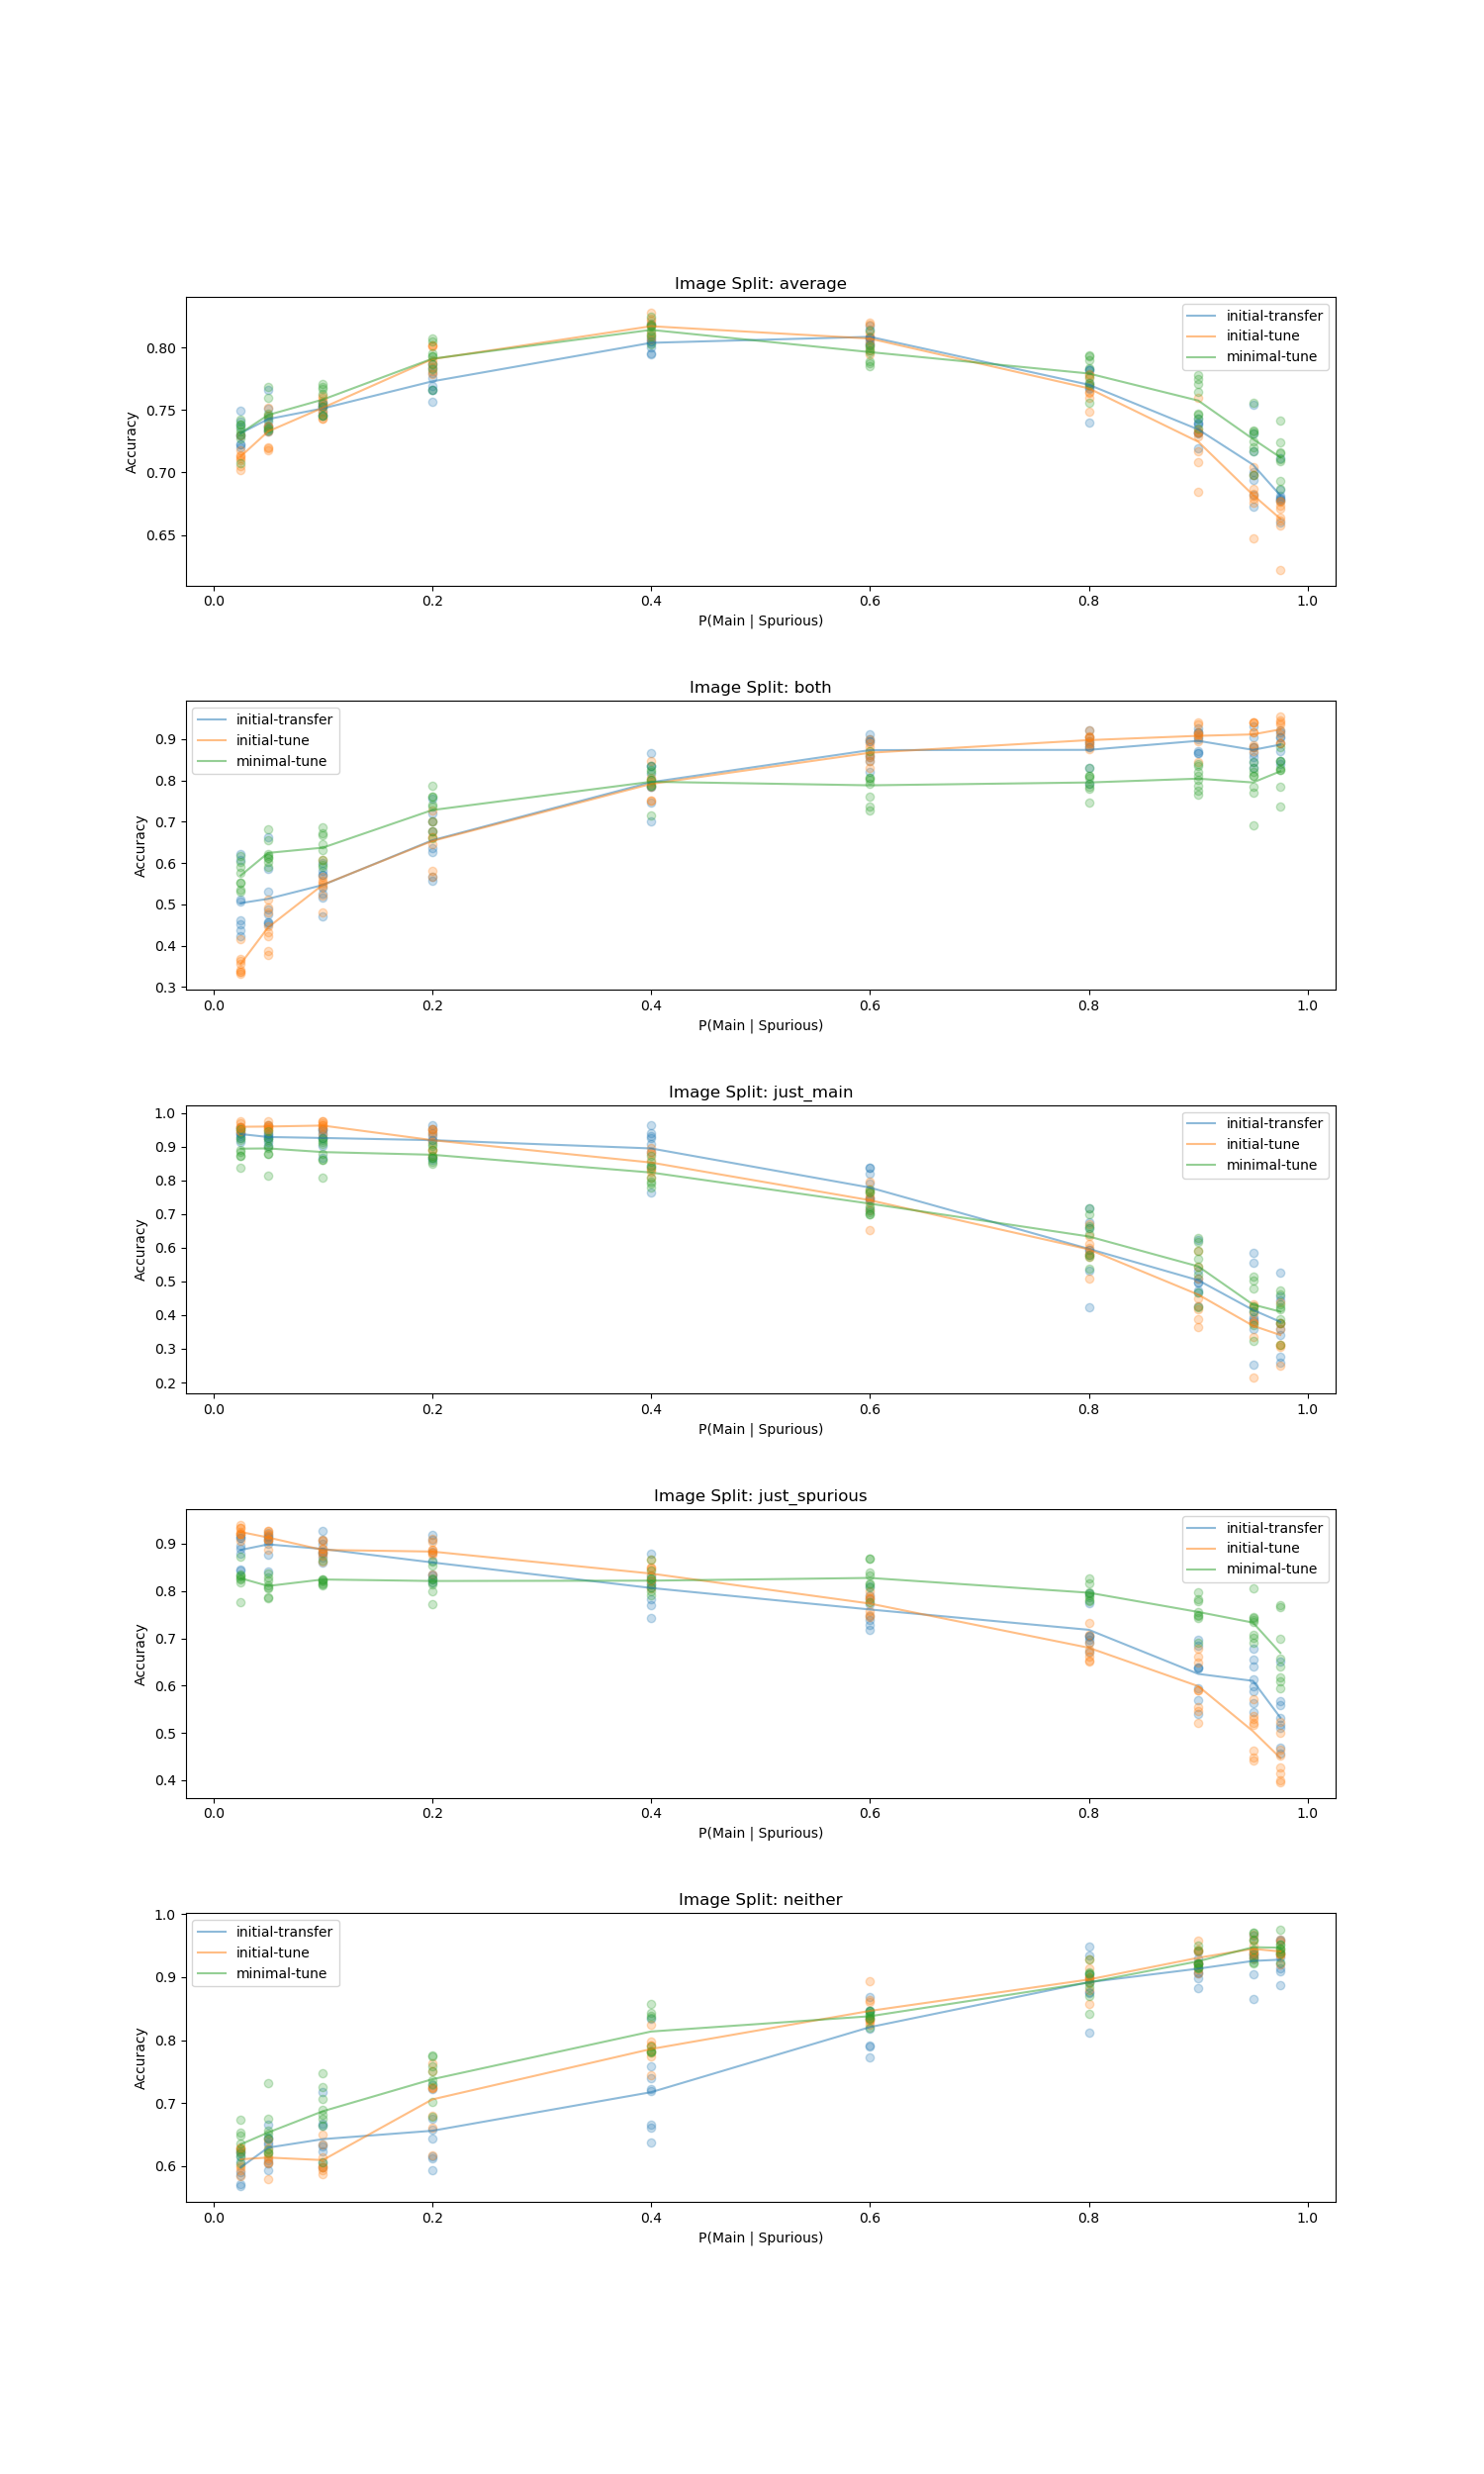 Image Split: average
initial-transfer
initial-tune
minimal-tune
Accuracy
0.80
0.75
0.70
0.65
0.0 0.2 0.4 0.6 0.8 1.0
P(Main | Spurious)
Image Split: both
initial-transfer
initial-tune
minimal-tune
Accuracy
0.9
0.8
0.7
0.6
0.5
0.4
0.3
0.0 0.2 0.4 0.6 0.8 1.0
P(Main | Spurious)
Image Split: just_main
initial-transfer
initial-tune
minimal-tune
Accuracy
1.0
0.9
0.8
0.7
0.6
0.5
0.4
0.3
0.2
0.0 0.2 0.4 0.6 0.8 1.0
P(Main | Spurious)
Image Split: just_spurious
initial-transfer
initial-tune
minimal-tune
Accuracy
0.9
0.8
0.7
0.6
0.5
0.4
0.0 0.2 0.4 0.6 0.8 1.0
P(Main | Spurious)
Image Split: neither
initial-transfer
initial-tune
minimal-tune
Accuracy
1.0
0.9
0.8
0.7
0.6
0.0 0.2 0.4 0.6 0.8 1.0
P(Main | Spurious)